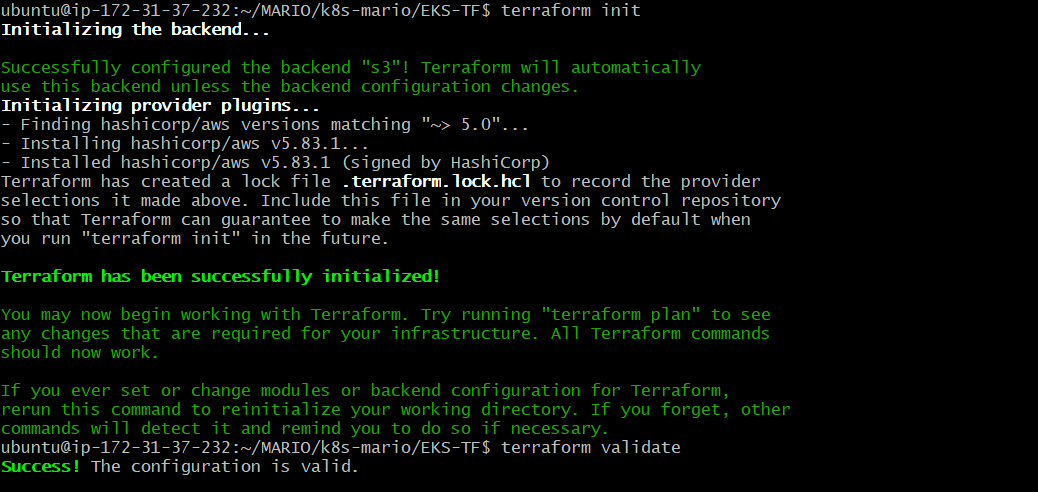 ubuntu@ip-172-31-37-232:~/MARIO/k8s-mario/EKS-TF$ terraform init
Initializing the backend...
Successfully configured the backend "s3"! Terraform will automatically
use this backend unless the backend configuration changes.
Initializing provider plugins...
- Finding hashicorp/aws versions matching "~> 5.0"...
- Installing hashicorp/aws v5.83.1...
- Installed hashicorp/aws v5.83.1 (signed by HashiCorp)
Terraform has created a lock file .terraform.lock.hcl to record the provider
selections it made above. Include this file in your version control repository
so that Terraform can guarantee to make the same selections by default when
you run "terraform init" in the future.
Terraform has been successfully initialized!
You may now begin working with Terraform. Try running "terraform plan" to see
any changes that are required for your infrastructure. All Terraform commands
should now work.
If you ever set or change modules or backend configuration for Terraform,
rerun this command to reinitialize your working directory. If you forget, other
commands will detect it and remind you to do so if necessary.
ubuntu@ip-172-31-37-232:~/MARIO/k8s-mario/EKS-TF$ terraform validate
Success! The configuration is valid.